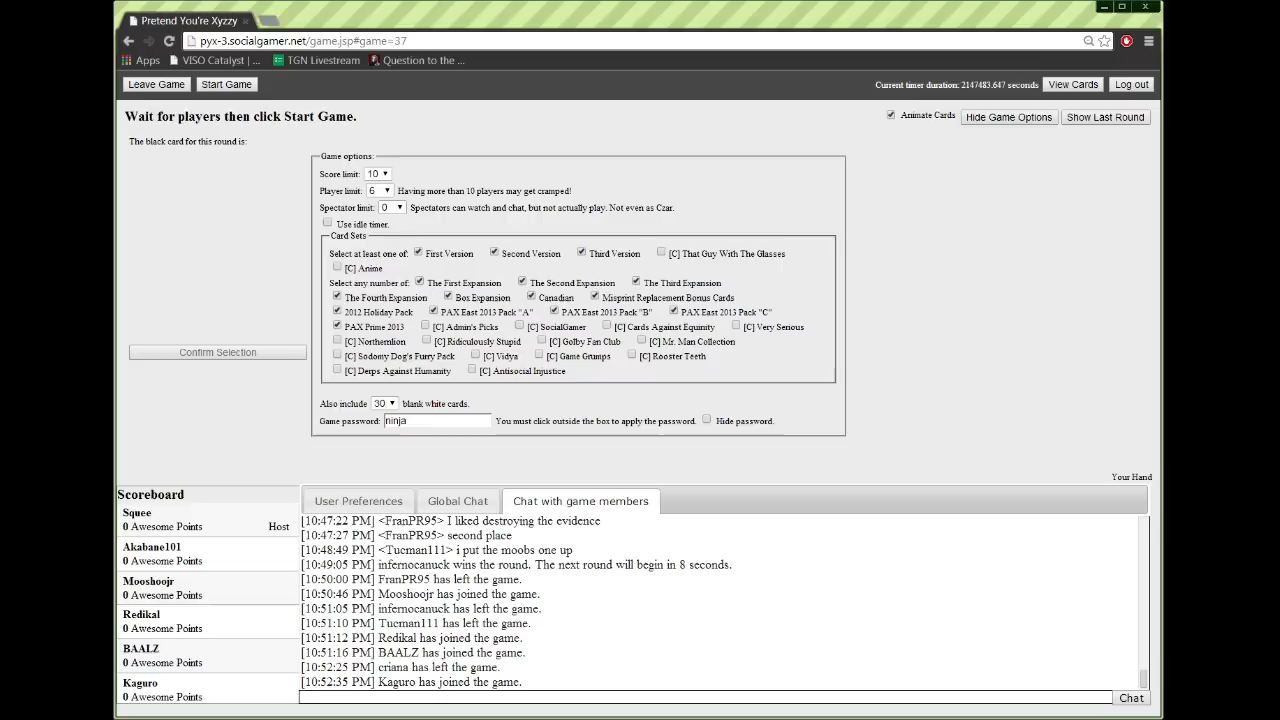 Pretend You're Xyzzy
pyx-3.socialgamer.net/game.jsp#game=37
Apps VISO Catalyst | ... TGN Livestream Question to the ...
Leave Game Start Game Current timer duration: 2147483.647 seconds View Cards Log out
Wait for players then click Start Game. Animate Cards Hide Game Options Show Last Round
The black card for this round is:
Game options:
Score limit: 10
Player limit: 6 Having more than 10 players may get cramped!
Spectator limit: 0 Spectators can watch and chat, but not actually play. Not even as Czar.
Use idle timer.
Card Sets
Select at least one of: First Version Second Version Third Version [C] That Guy With The Glasses
[C] Anime
Select any number of: The First Expansion The Second Expansion The Third Expansion
The Fourth Expansion Box Expansion Canadian Misprint Replacement Bonus Cards
2012 Holiday Pack PAX East 2013 Pack "A" PAX East 2013 Pack "B" PAX East 2013 Pack "C"
PAX Prime 2013 [C] Admin's Picks [C] SocialGamer [C] Cards Against Equinity [C] Very Serious
[C] Northernlion [C] Ridiculously Stupid [C] Golby Fan Club [C] Mr. Man Collection
[C] Sodomy Dog's Furry Pack [C] Vidya [C] Game Grumps [C] Rooster Teeth
[C] Derps Against Humanity [C] Antisocial Injustice
Confirm Selection
Also include 30 blank white cards.
Game password: ninja You must click outside the box to apply the password. Hide password.
Your Hand
Scoreboard
Squee
0 Awesome Points Host
Akabane101
0 Awesome Points
Mooshoojr
0 Awesome Points
Redikal
0 Awesome Points
BAALZ
0 Awesome Points
Kaguro
0 Awesome Points
User Preferences Global Chat Chat with game members
[10:47:22 PM] <FranPR95> I liked destroying the evidence
[10:47:27 PM] <FranPR95> second place
[10:48:49 PM] <Tucman111> i put the moobs one up
[10:49:05 PM] infernocanuck wins the round. The next round will begin in 8 seconds.
[10:50:00 PM] FranPR95 has left the game.
[10:50:46 PM] Mooshoojr has joined the game.
[10:51:05 PM] infernocanuck has left the game.
[10:51:10 PM] Tucman111 has left the game.
[10:51:12 PM] Redikal has joined the game.
[10:51:16 PM] BAALZ has joined the game.
[10:52:25 PM] criana has left the game.
[10:52:35 PM] Kaguro has joined the game.
Chat